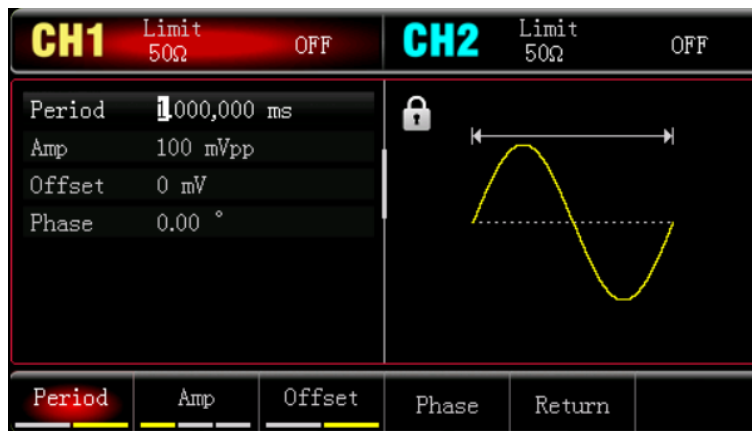 CH1 Limit 50Ω OFF CH2 Limit 50Ω OFF
Period 1,000,000 ms
Amp 100 mVpp
Offset 0 mV
Phase 0.00 °
Period Amp Offset Phase Return